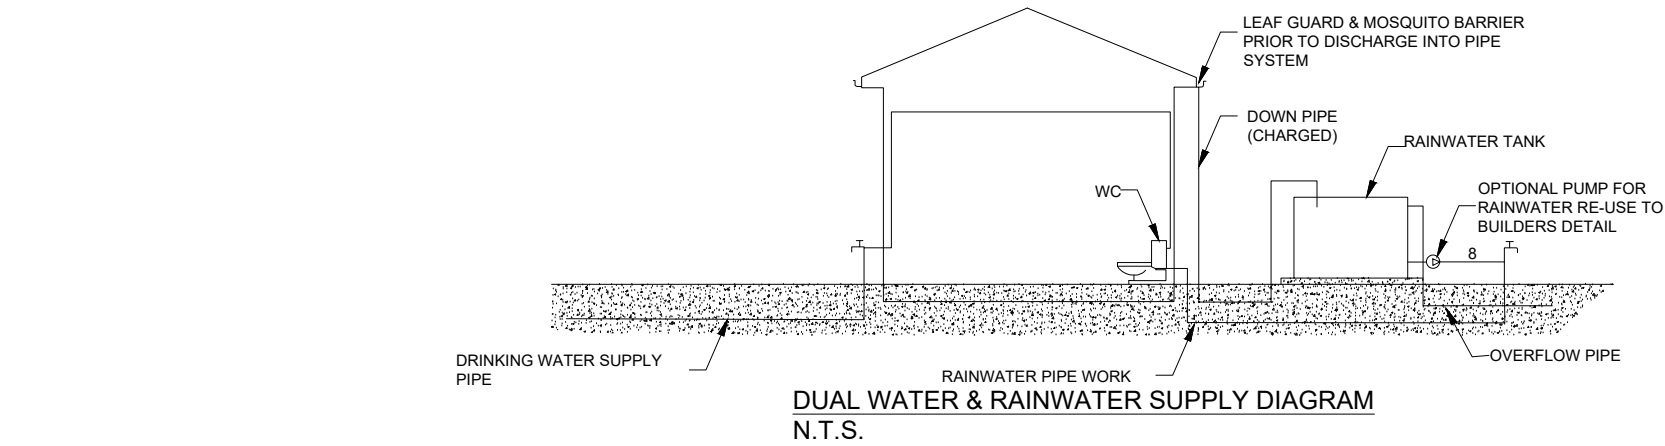 LEAF GUARD & MOSQUITO BARRIER
PRIOR TO DISCHARGE INTO PIPE
SYSTEM
DOWN PIPE
(CHARGED)
RAINWATER TANK
WC
OPTIONAL PUMP FOR
RAINWATER RE-USE TO
BUILDERS DETAIL
8
DRINKING WATER SUPPLY
PIPE
RAINWATER PIPE WORK
OVERFLOW PIPE
DUAL WATER & RAINWATER SUPPLY DIAGRAM
N.T.S.